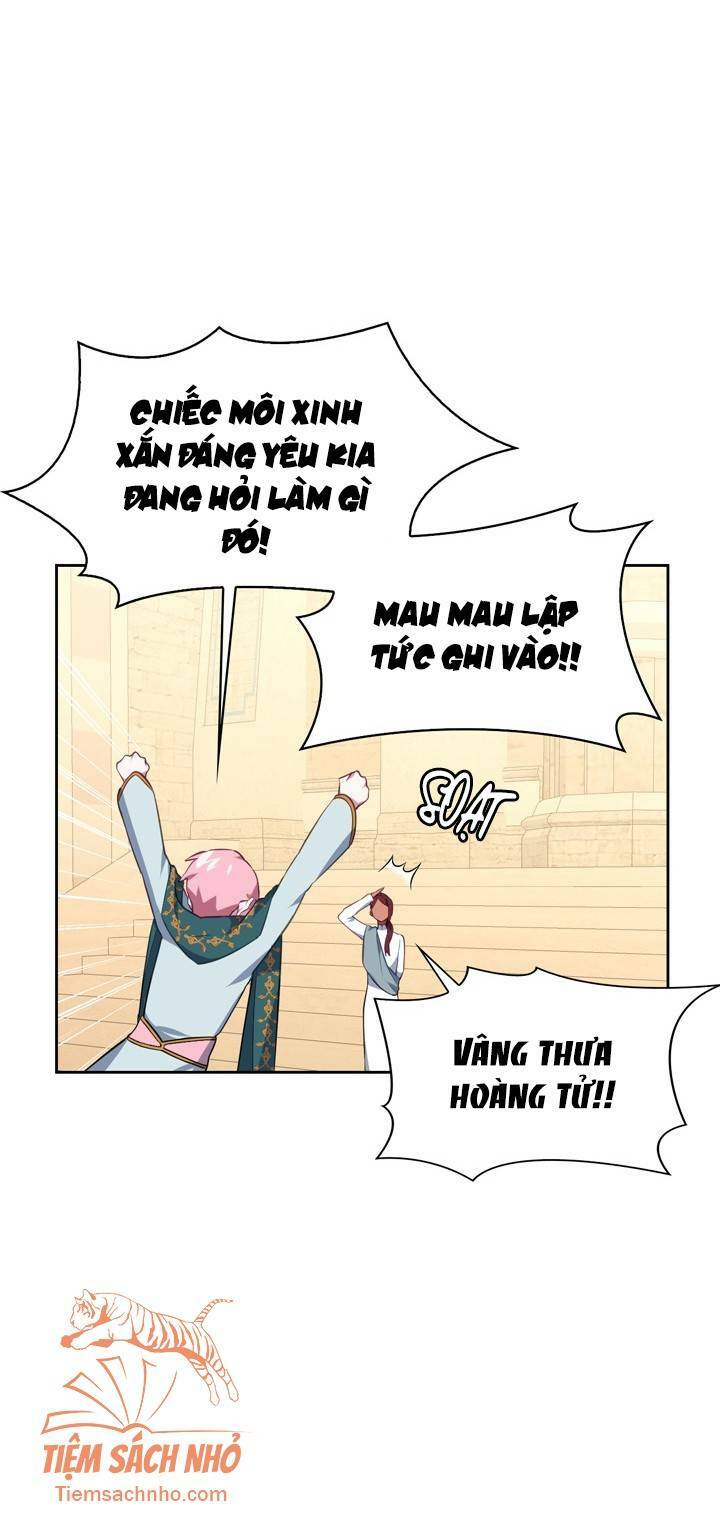 CHIẾC MÔI XINH
XẮN ĐÁNG YÊU KIA
ĐANG HỎI LÀM GÌ
ĐÓ!
MAU MAU LẬP
TỨC GHI VÀO!!
SOẠT
VÂNG THƯA
HOÀNG TỬ!!
TIỆM SÁCH NHỎ
Tiemsachnho.com